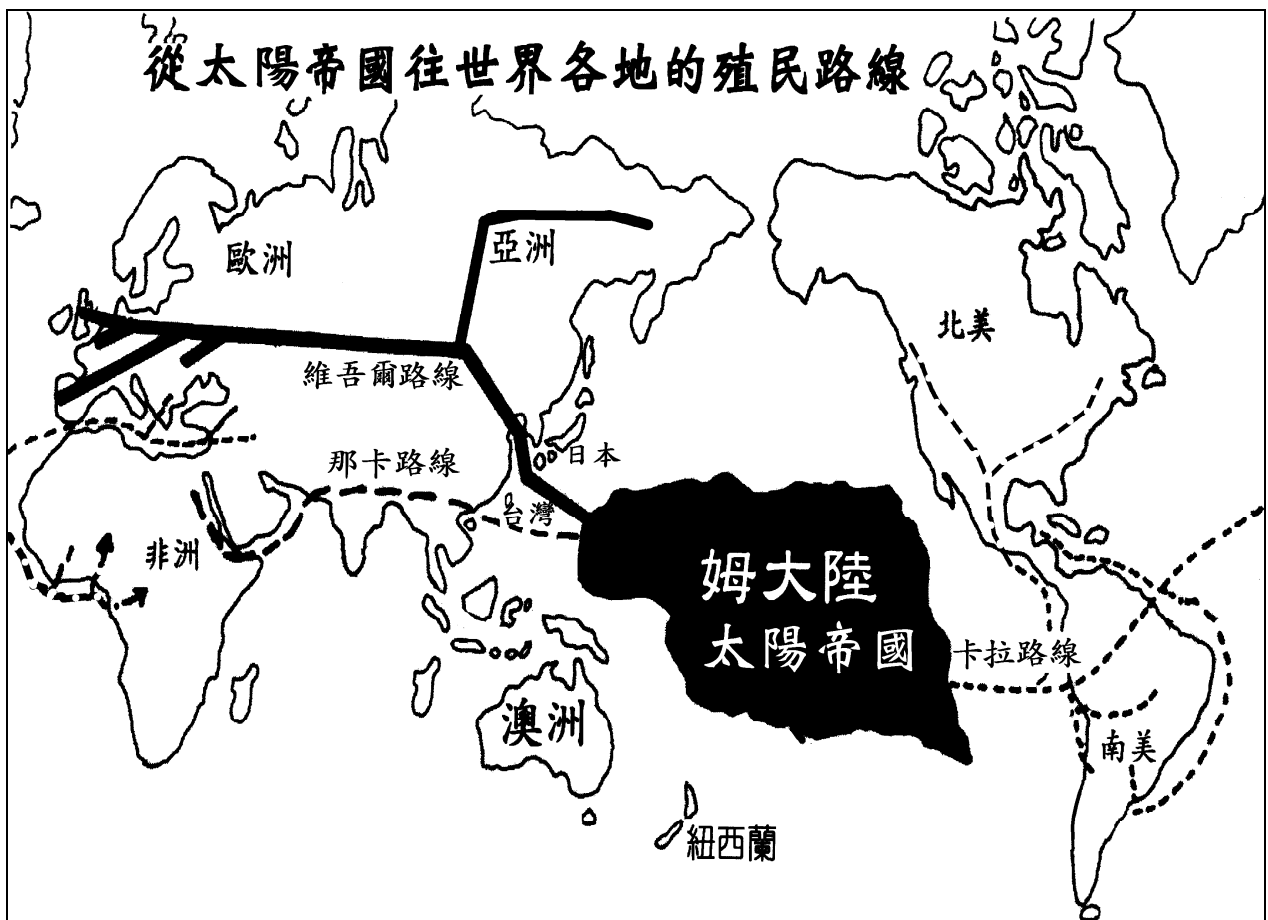 從太陽帝國往世界各地的殖民路線
歐洲
亞洲
北美
維吾爾路線
日本
那卡路線
台灣
非洲
姆大陸
太陽帝國
卡拉路線
澳洲
南美
紐西蘭